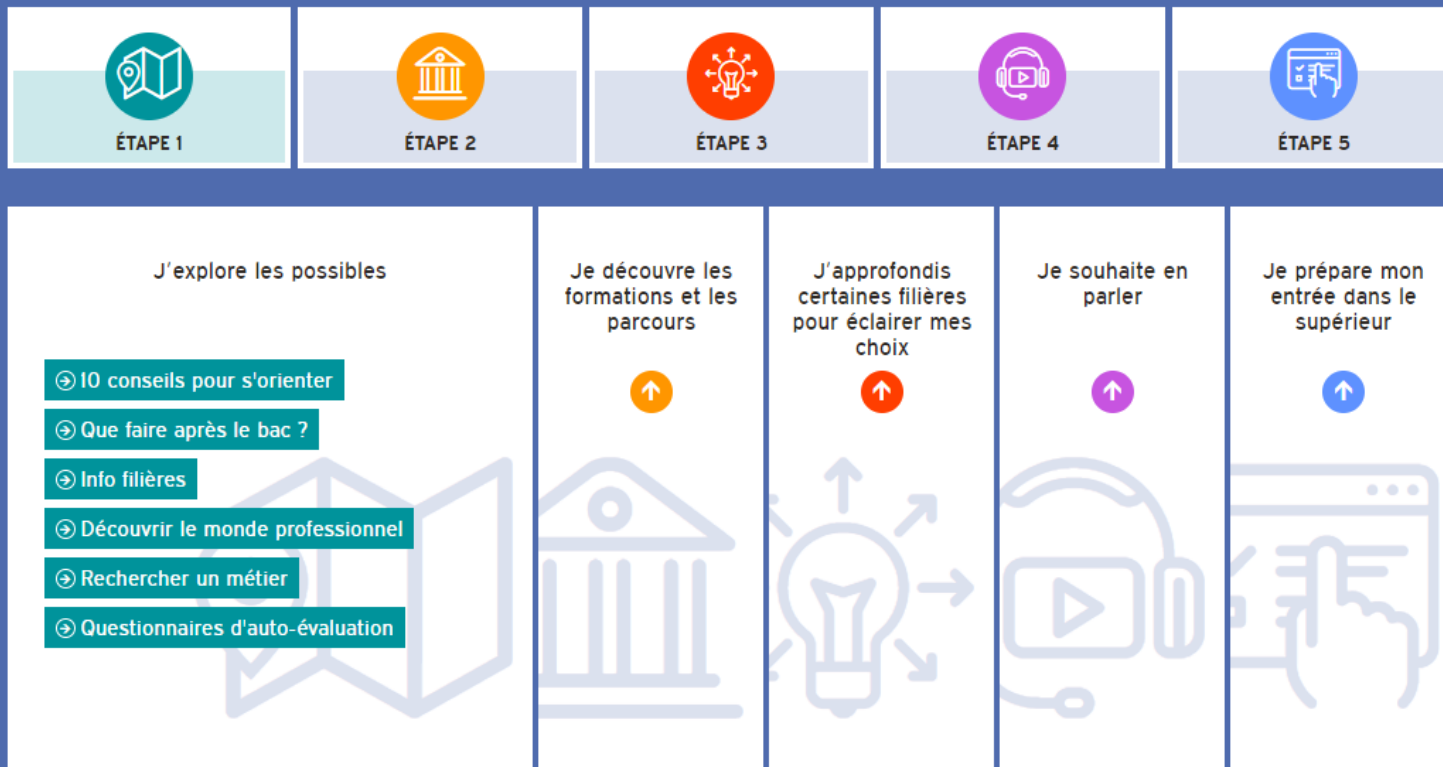 ÉTAPE 1
ÉTAPE 2
ÉTAPE 3
ÉTAPE 4
ÉTAPE 5
J'explore les possibles
10 conseils pour s'orienter
Que faire après le bac ?
Info filières
Découvrir le monde professionnel
Rechercher un métier
Questionnaires d'auto-évaluation
Je découvre les
formations et les
parcours
J'approfondis
certaines filières
pour éclairer mes
choix
Je souhaite en
parler
Je prépare mon
entrée dans le
supérieur